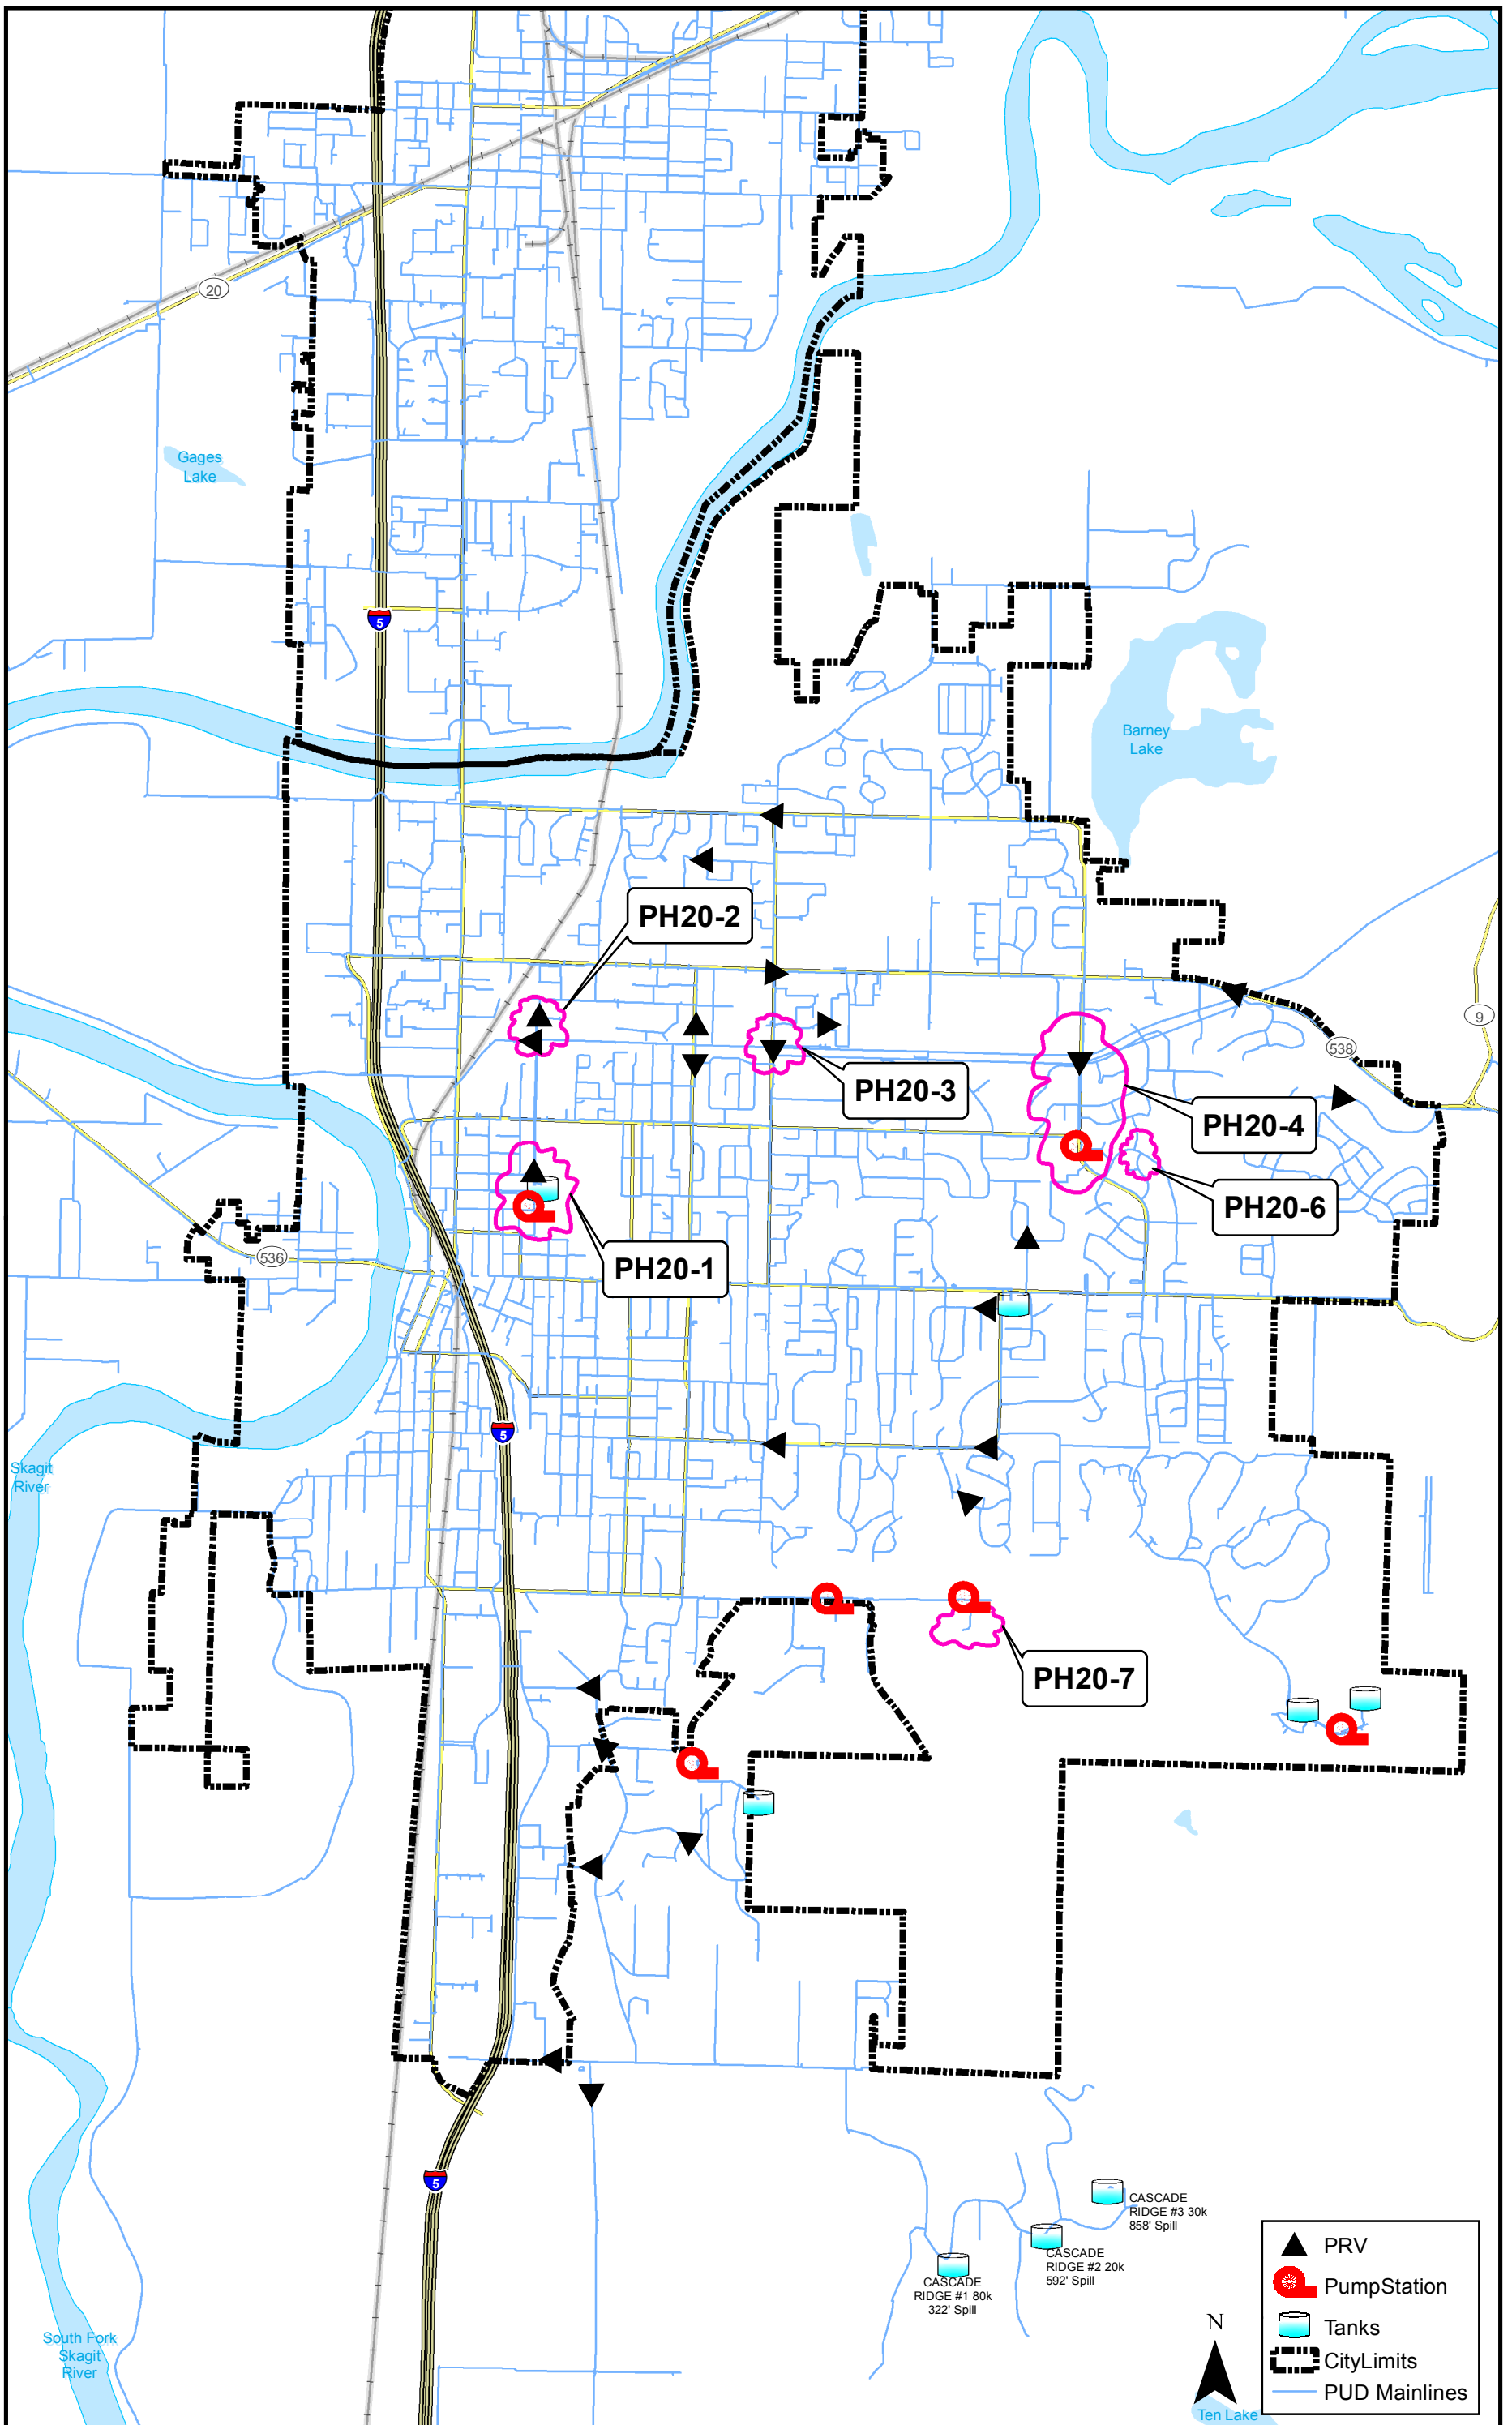 20
Gages
Lake
5
Barney
Lake
PH20-2
9
538
PH20-3
PH20-4
PH20-6
536
PH20-1
5
Skagit
River
PH20-7
5
CASCADE
RIDGE #3 30k
858' Spill
CASCADE
RIDGE #2 20k
592' Spill
CASCADE
RIDGE #1 80k
322' Spill
South Fork
Skagit
River
N
Ten Lake
PRV
PumpStation
Tanks
CityLimits
PUD Mainlines